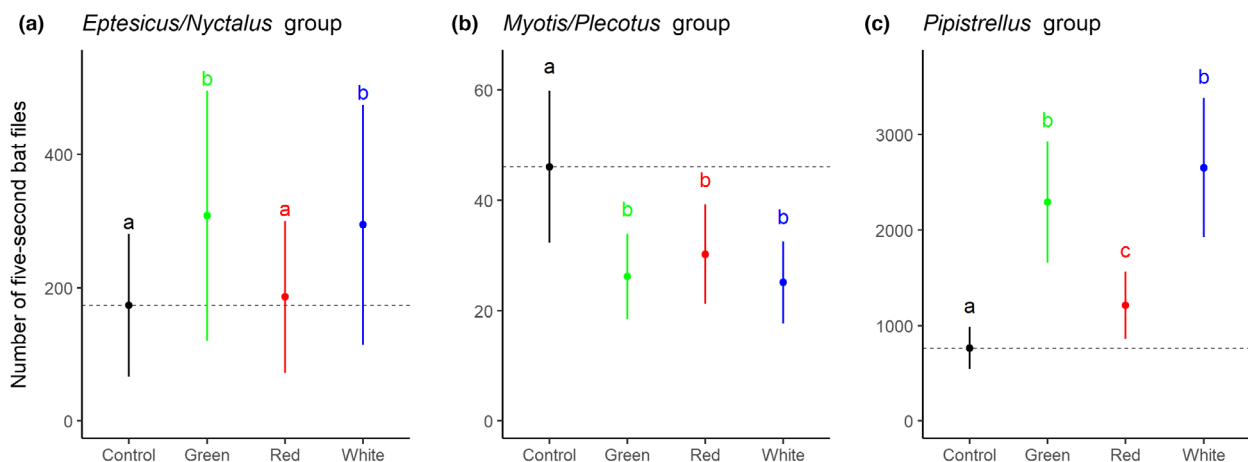 (a) Eptesicus/Nyctalus group
Number of five-second bat files
400
200
0
a
b
a
b
Control Green Red White
(b) Myotis/Plecotus group
60
40
20
0
a
b
b
b
Control Green Red White
(c) Pipistrellus group
3000
2000
1000
0
a
b
c
b
Control Green Red White